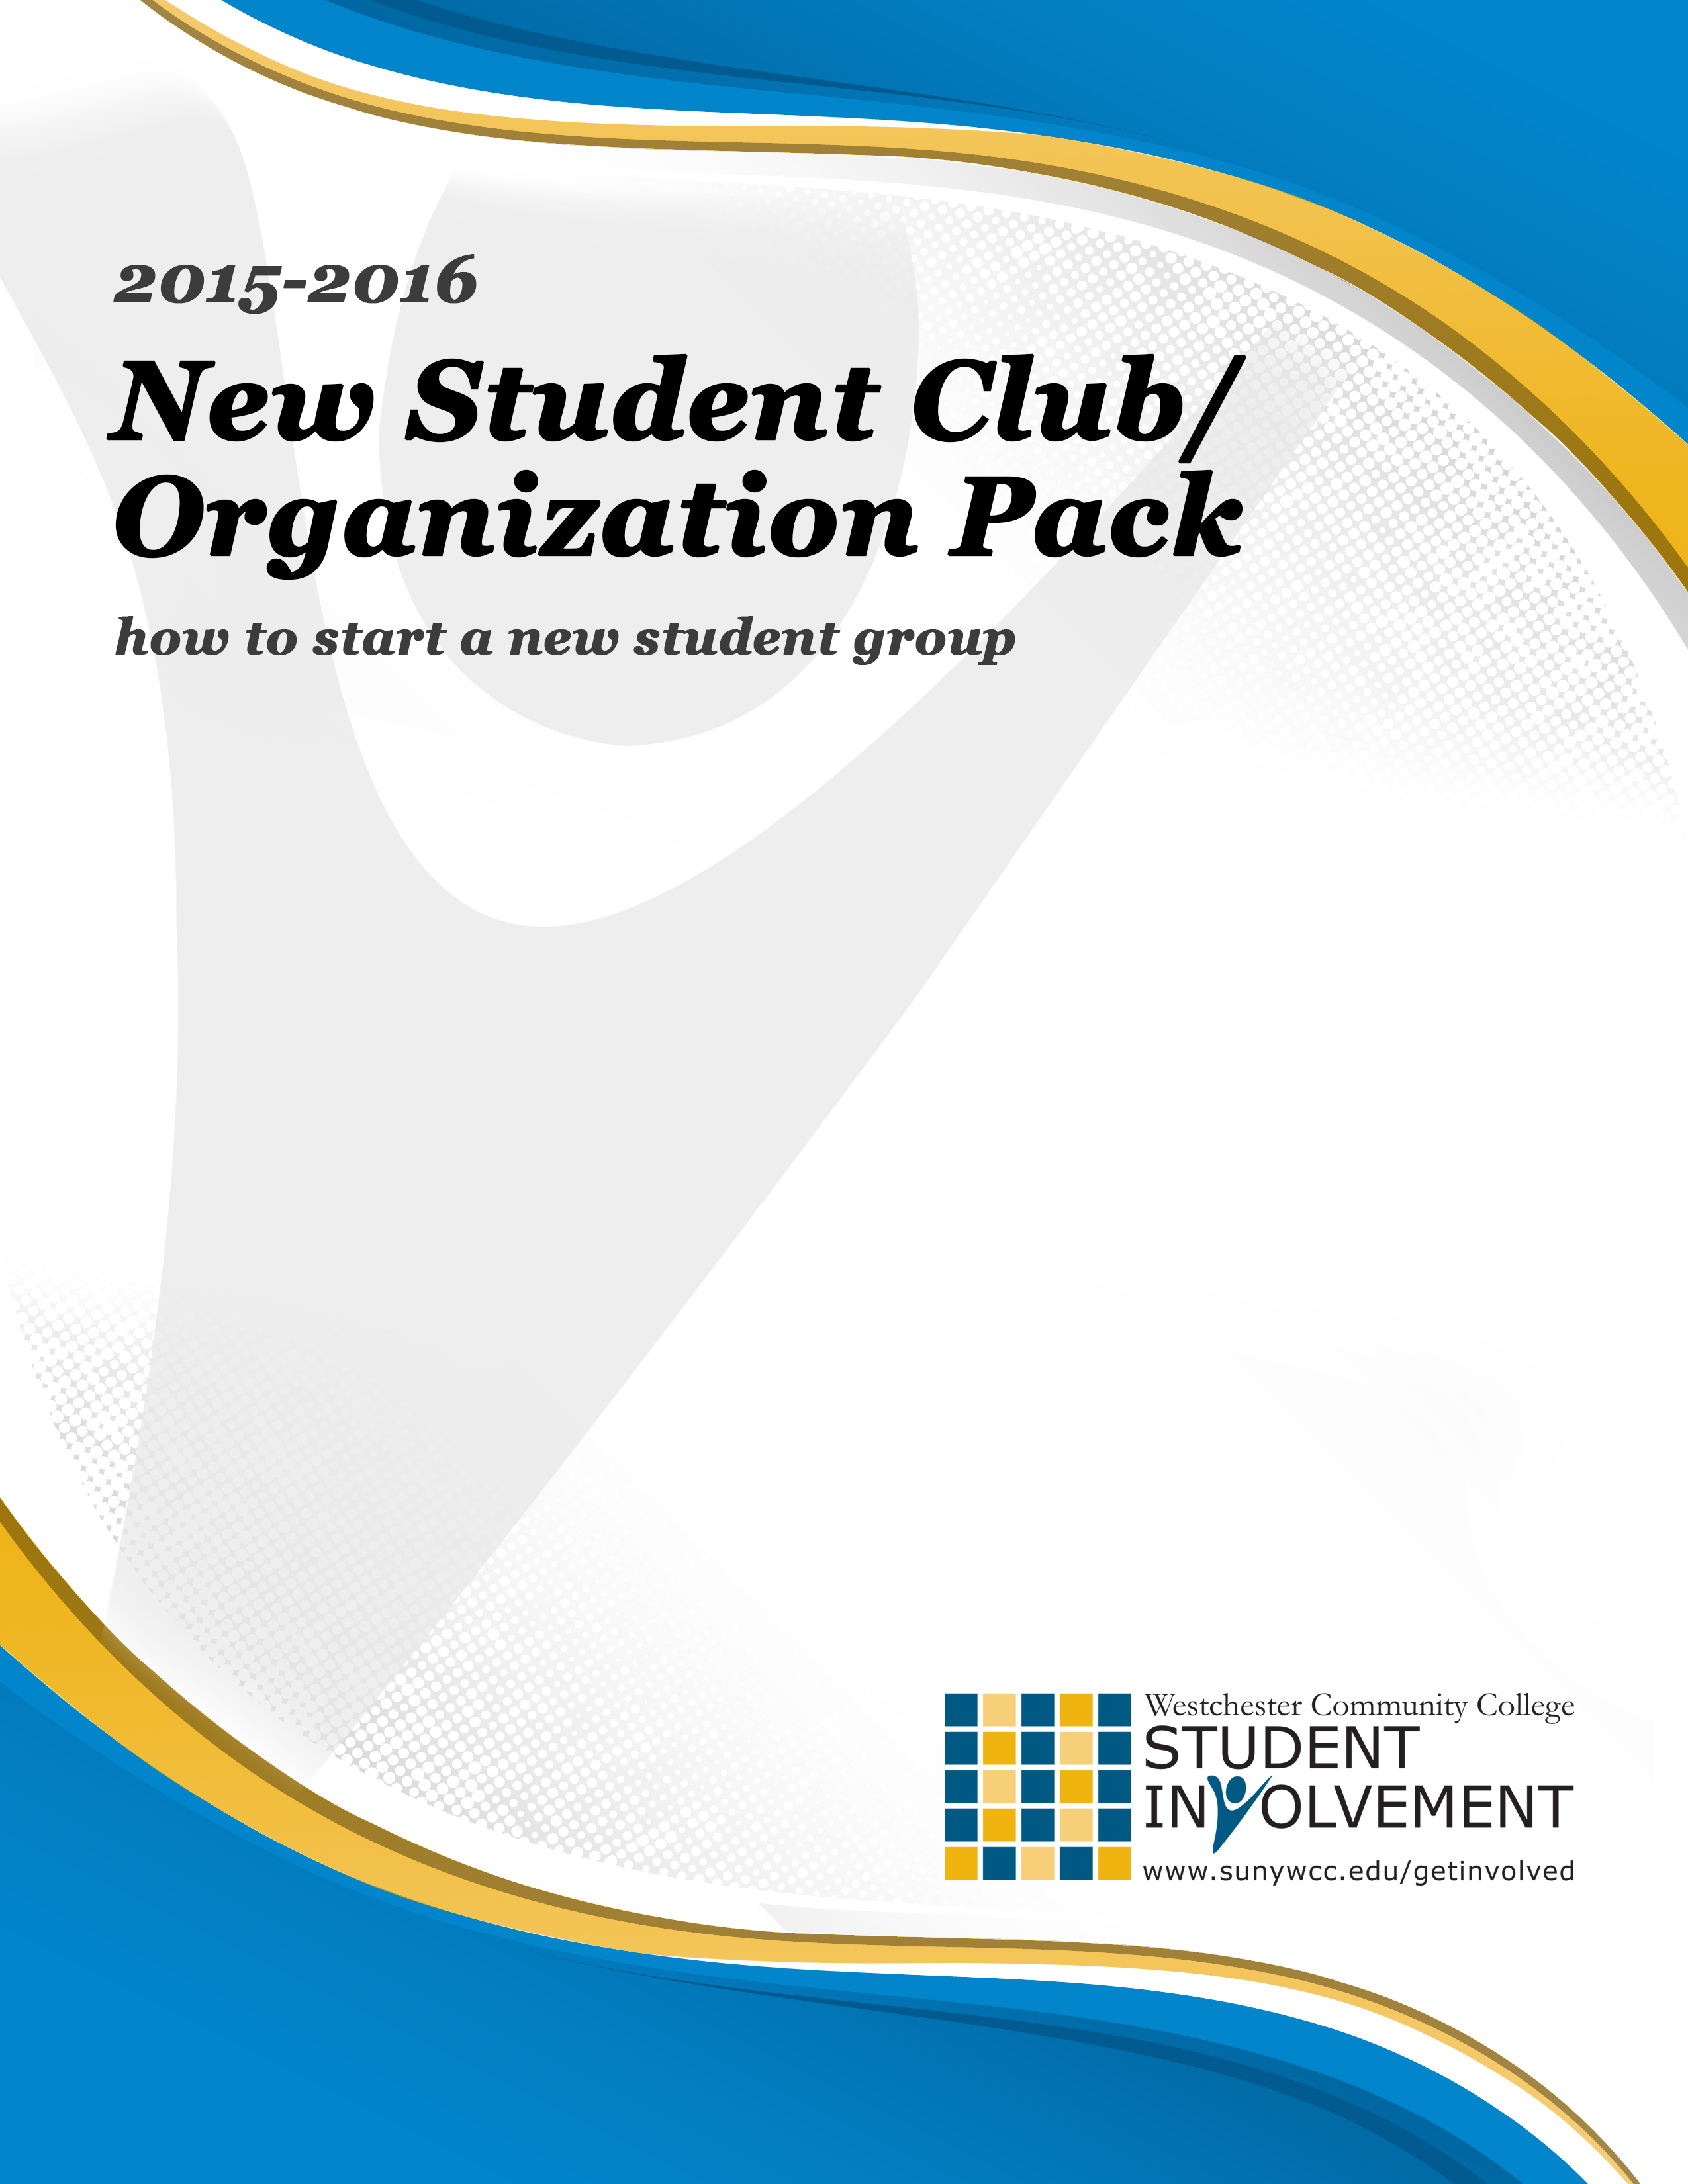 2015-2016
New Student Club/
Organization Pack
how to start a new student group
Westchester Community College
STUDENT
INVOLVEMENT
www.sunywcc.edu/getinvolved